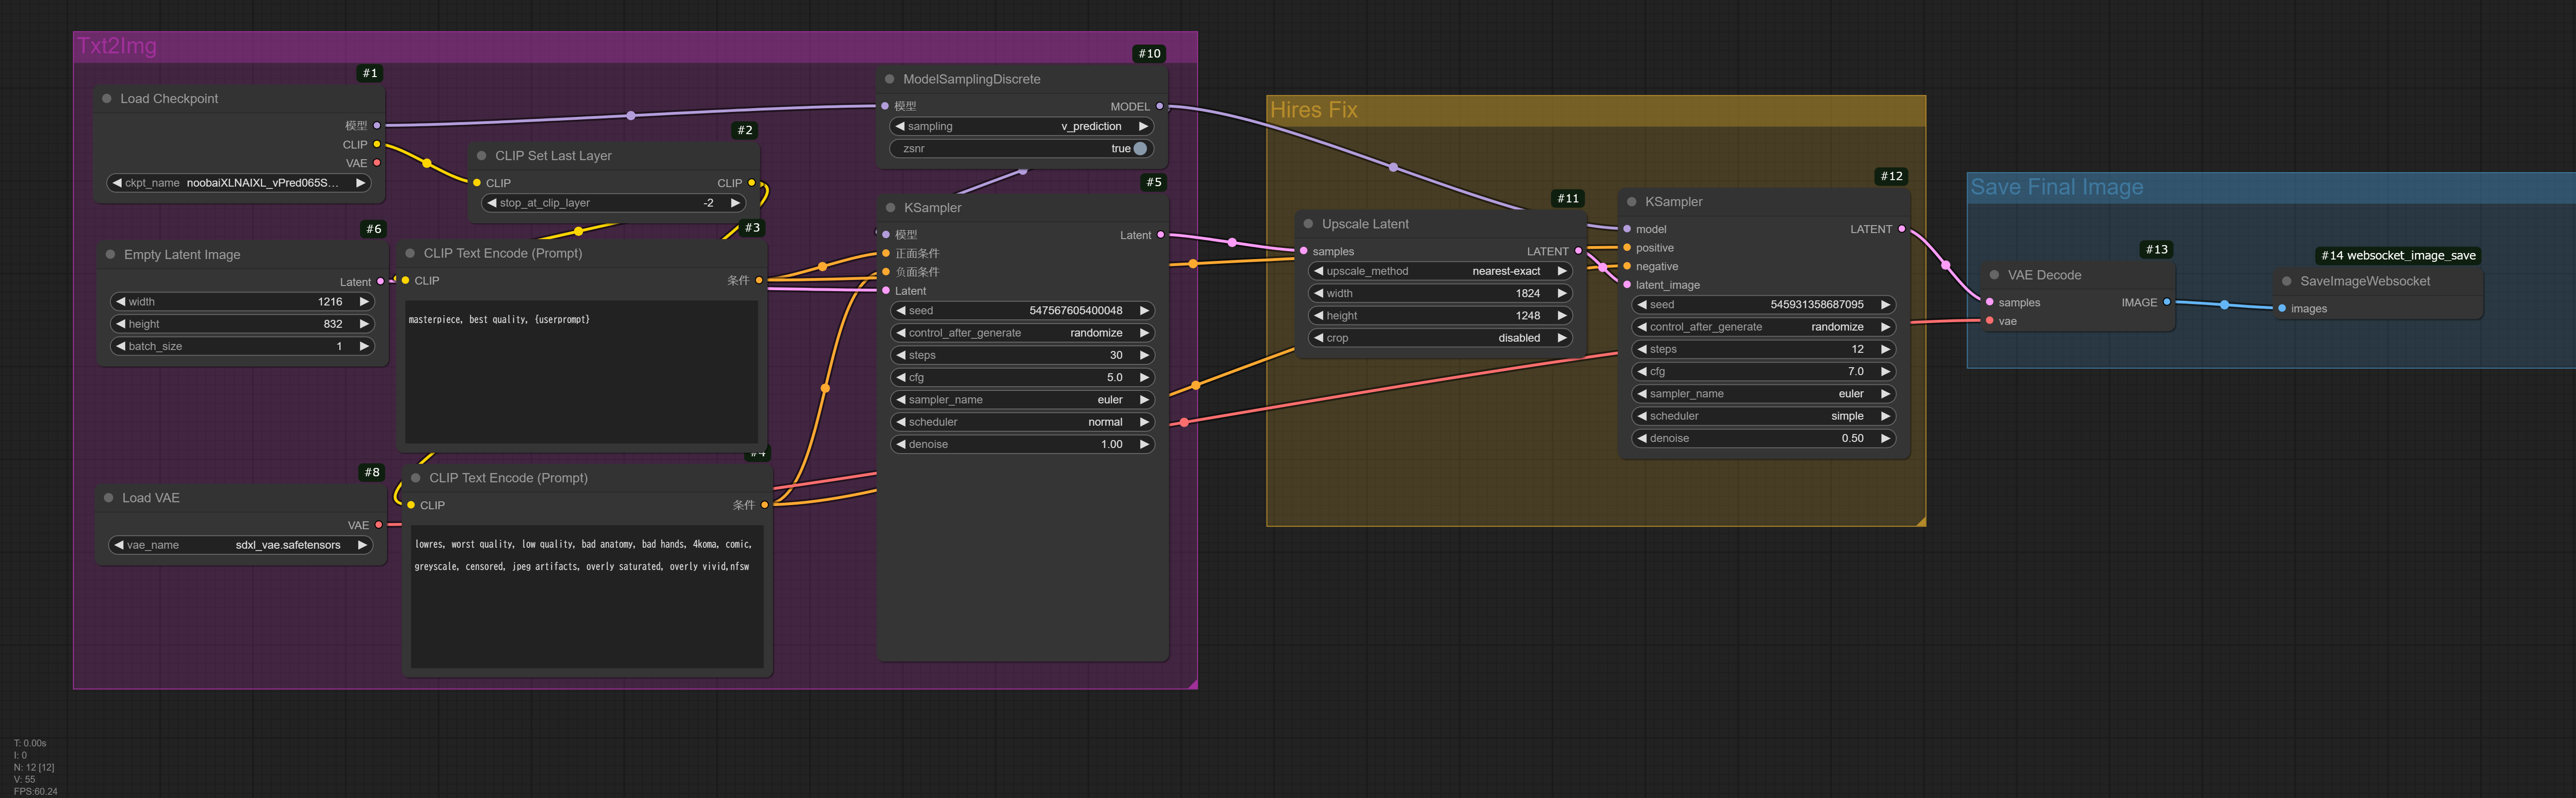 Txt2Img
#1
Load Checkpoint
模型
CLIP
VAE
ckpt_name noobaiXLNAIXL_vPred065S...
#2
CLIP Set Last Layer
CLIP CLIP
stop_at_clip_layer -2
#10
ModelSamplingDiscrete
模型 MODEL
sampling v_prediction
zsnr true
#6
Empty Latent Image
Latent
width 1216
height 832
batch_size 1
#3
CLIP Text Encode (Prompt)
CLIP 条件
masterpiece, best quality, {userprompt}
#8
Load VAE
VAE
vae_name sdxl_vae.safetensors
#4
CLIP Text Encode (Prompt)
CLIP 条件
lowres, worst quality, low quality, bad anatomy, bad hands, 4koma, comic,
greyscale, censored, jpeg artifacts, overly saturated, overly vivid,nfsw
#5
KSampler
模型 Latent
正面条件
负面条件
Latent
seed 547567605400048
control_after_generate randomize
steps 30
cfg 5.0
sampler_name euler
scheduler normal
denoise 1.00
Hires Fix
#11
Upscale Latent
samples LATENT
upscale_method nearest-exact
width 1824
height 1248
crop disabled
#12
KSampler
model LATENT
positive
negative
latent_image
seed 545931358687095
control_after_generate randomize
steps 12
cfg 7.0
sampler_name euler
scheduler simple
denoise 0.50
Save Final Image
#13
VAE Decode
samples IMAGE
vae
#14 websocket_image_save
SaveImageWebsocket
images
T: 0.00s
I: 0
N: 12 [12]
V: 55
FPS:60.24